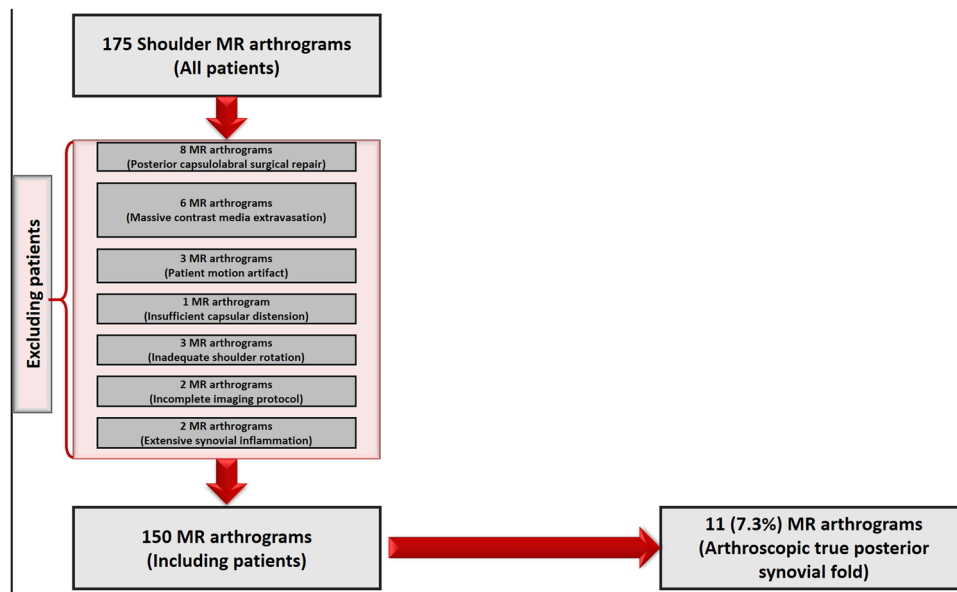 175 Shoulder MR arthrograms
(All patients)
Excluding patients
8 MR arthrograms
(Posterior capsulolabral surgical repair)
6 MR arthrograms
(Massive contrast media extravasation)
3 MR arthrograms
(Patient motion artifact)
1 MR arthrogram
(Insufficient capsular distension)
3 MR arthrograms
(Inadequate shoulder rotation)
2 MR arthrograms
(Incomplete imaging protocol)
2 MR arthrograms
(Extensive synovial inflammation)
150 MR arthrograms
(Including patients)
11 (7.3%) MR arthrograms
(Arthroscopic true posterior
synovial fold)